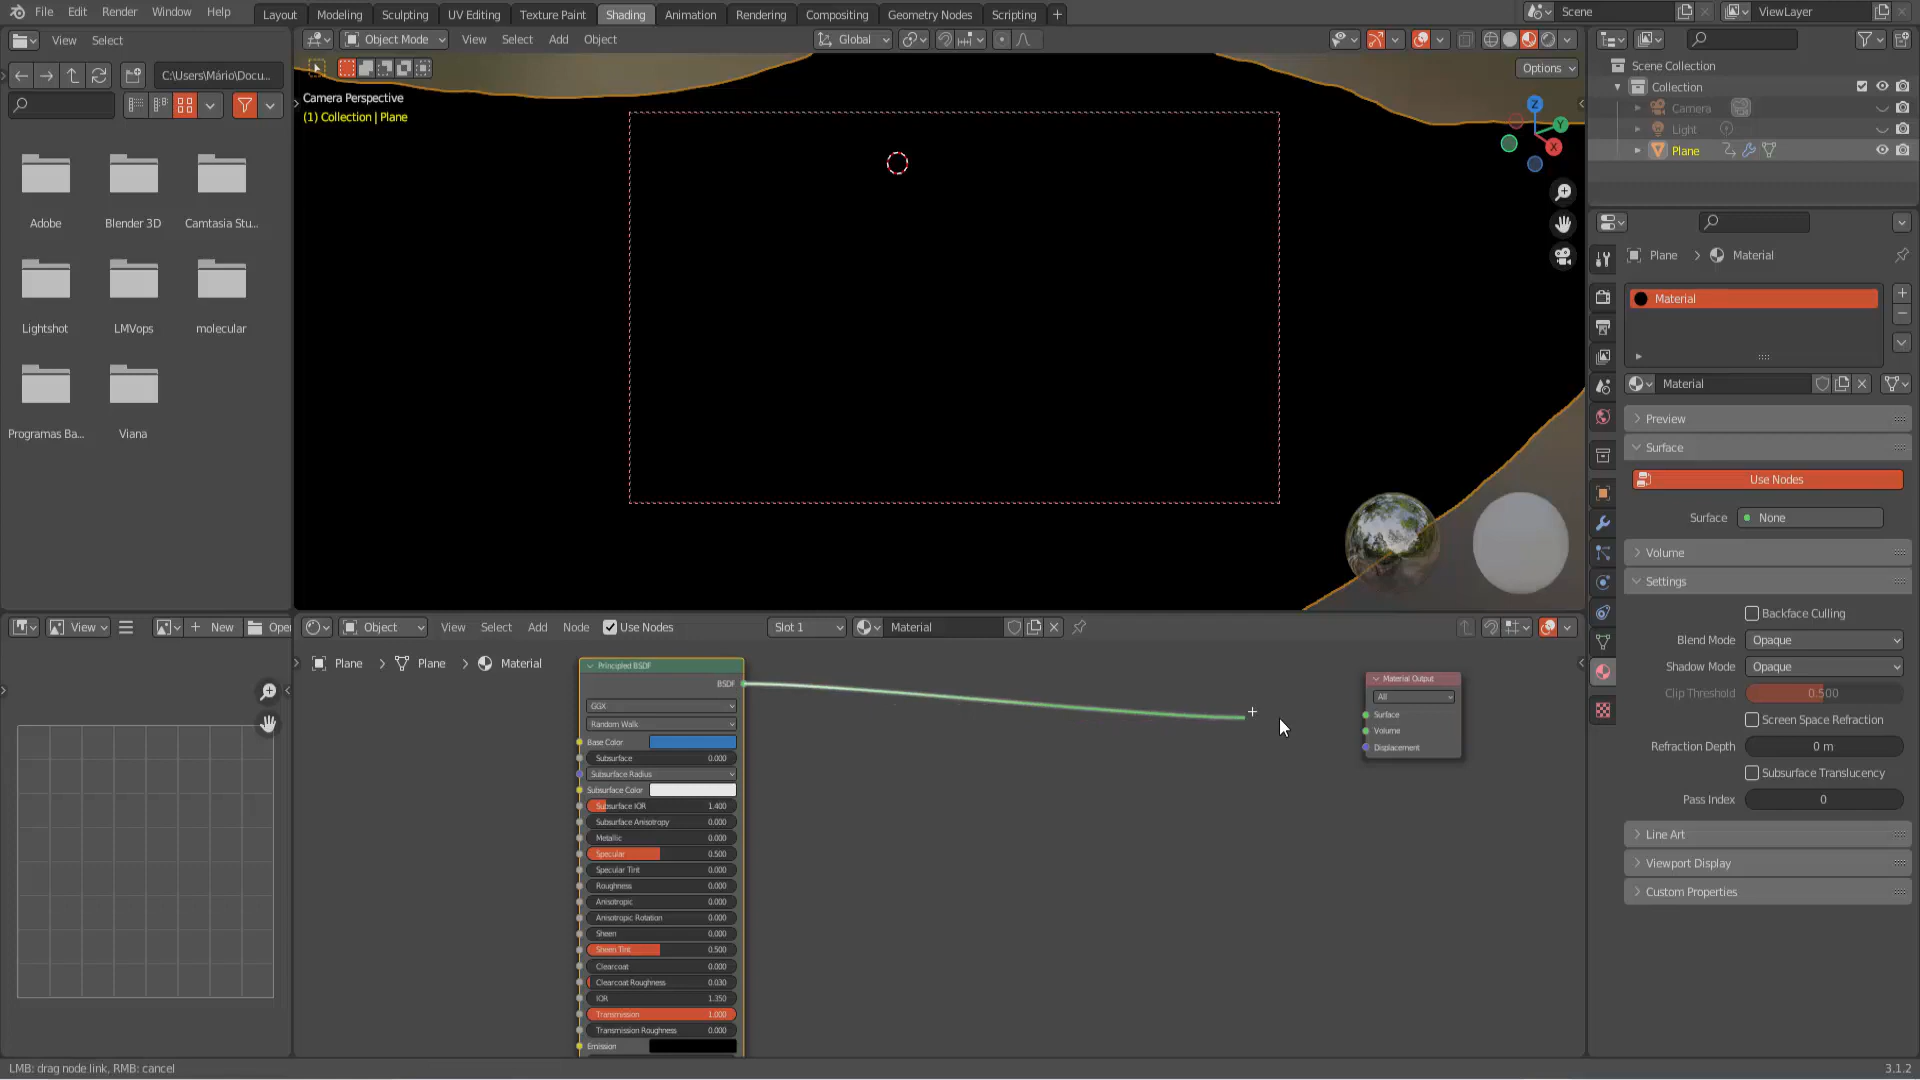 File Edit Render Window Help Layout Modeling Sculpting UV Editing Texture Paint Shading Animation Rendering Compositing Geometry Nodes Scripting + Scene ViewLayer
View Select Object Mode View Select Add Object Global
C:\Users\Mário\Docu...
Options
Camera Perspective
(1) Collection | Plane
Scene Collection
Collection
Camera
Light
Plane
Z
Y
X
Adobe Blender 3D Camtasia Stu...
Lightshot LMVops molecular
Programas Ba... Viana
Plane > Material
Material
Material
Preview
Surface
Use Nodes
Surface None
Volume
Settings
Backface Culling
Blend Mode Opaque
Shadow Mode Opaque
Clip Threshold 0.500
Screen Space Refraction
Refraction Depth 0 m
Subsurface Translucency
Pass Index 0
Line Art
Viewport Display
Custom Properties
View New Open
Object View Select Add Node Use Nodes Slot 1 Material
Plane > Plane > Material
Principled BSDF
BSDF
GGX
Random Walk
Base Color
Subsurface 0.000
Subsurface Radius
Subsurface Color
Subsurface IOR 1.400
Subsurface Anisotropy 0.000
Metallic 0.000
Specular 0.500
Specular Tint 0.000
Roughness 0.000
Anisotropic 0.000
Anisotropic Rotation 0.000
Sheen 0.000
Sheen Tint 0.500
Clearcoat 0.000
Clearcoat Roughness 0.030
IOR 1.350
Transmission 1.000
Transmission Roughness 0.000
Emission
Material Output
All
Surface
Volume
Displacement
LMB: drag node link, RMB: cancel
3.1.2